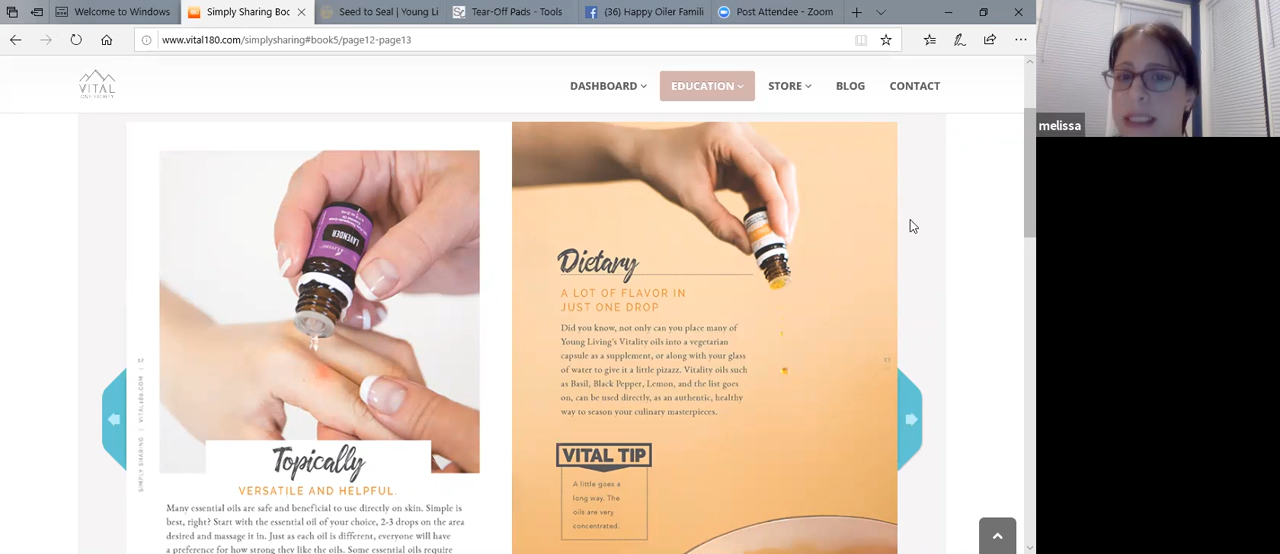 Welcome to Windows
Simply Sharing Boo
Seed to Seal | Young Li
Tear-Off Pads - Tools
(36) Happy Oiler Famili
Post Attendee - Zoom
www.vital180.com/simplysharing#book5/page12-page13
VITAL
DASHBOARD
EDUCATION
STORE
BLOG
CONTACT
melissa
LAVENDER
SIMPLY SHARING | VITAL180.COM | 12
Topically
VERSATILE AND HELPFUL.
Many essential oils are safe and beneficial to use directly on skin. Simple is
best, right? Start with the essential oil of your choice, 2-3 drops on the area
desired and massage it in. Just as each oil is different, everyone will have
a preference for how strong they like the oils. Some essential oils require
Dietary
A LOT OF FLAVOR IN
JUST ONE DROP
Did you know, not only can you place many of
Young Living's Vitality oils into a vegetarian
capsule as a supplement, or along with your glass
of water to give it a little pizazz. Vitality oils such
as Basil, Black Pepper, Lemon, and the list goes
on, can be used directly, as an authentic, healthy
way to season your culinary masterpieces.
VITAL TIP
A little goes a
long way. The
oils are very
concentrated.